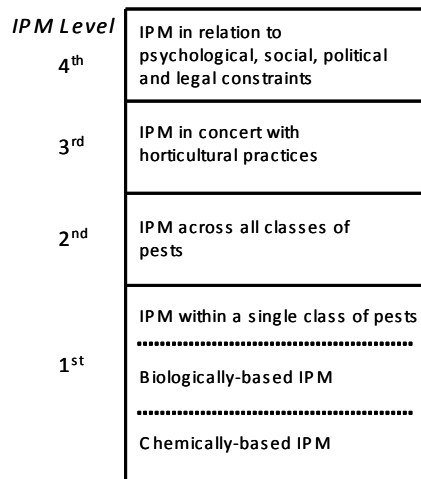 IPM Level
4th
IPM in relation to
psychological, social, political
and legal constraints
3rd
IPM in concert with
horticultural practices
2nd
IPM across all classes of
pests
1st
IPM within a single class of pests
Biologically-based IPM
Chemically-based IPM